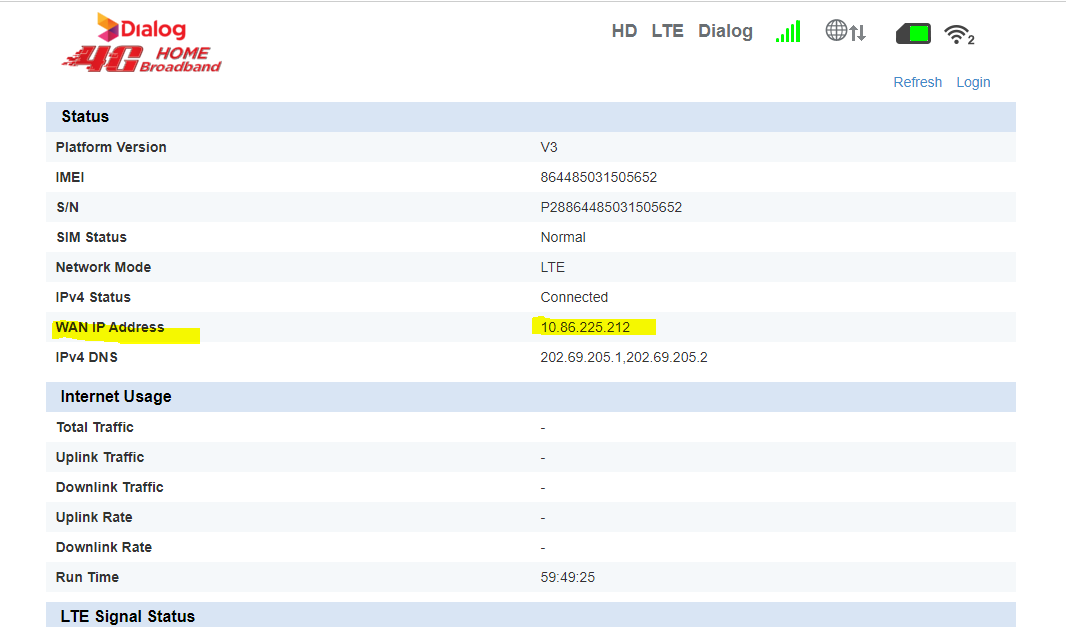 Dialog
4G HOME
Broadband
HD LTE Dialog
2
Refresh Login
Status
Platform Version V3
IMEI 864485031505652
S/N P28864485031505652
SIM Status Normal
Network Mode LTE
IPv4 Status Connected
WAN IP Address 10.86.225.212
IPv4 DNS 202.69.205.1,202.69.205.2
Internet Usage
Total Traffic -
Uplink Traffic -
Downlink Traffic -
Uplink Rate -
Downlink Rate -
Run Time 59:49:25
LTE Signal Status